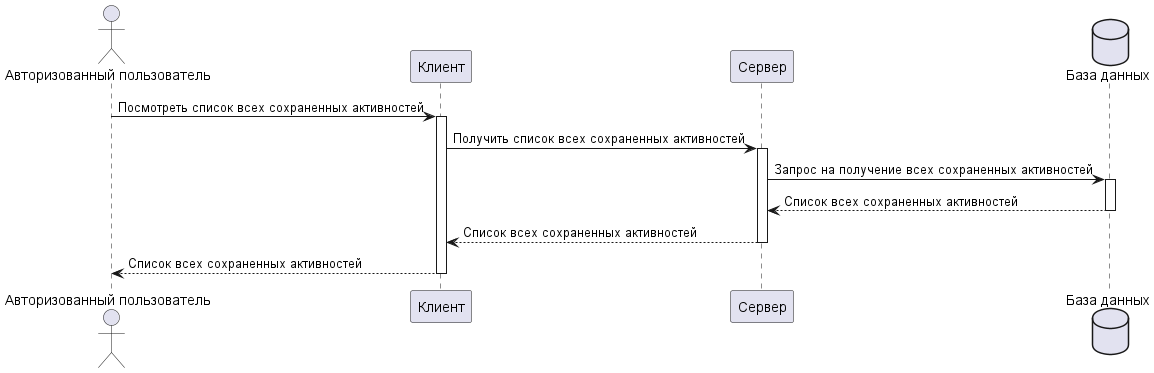 Авторизованный пользователь
Клиент
Сервер
База данных
Посмотреть список всех сохраненных активностей
Получить список всех сохраненных активностей
Запрос на получение всех сохраненных активностей
Список всех сохраненных активностей
Список всех сохраненных активностей
Список всех сохраненных активностей
Авторизованный пользователь
Клиент
Сервер
База данных